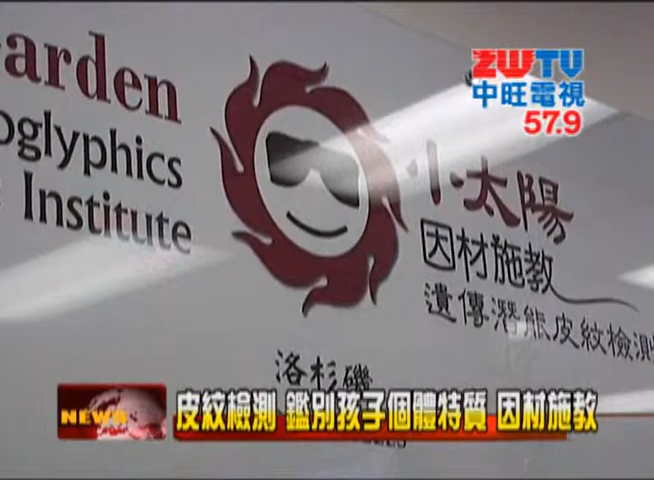 ZWTV
中旺電視
57.9
arden
oglyphics
Institute
小太陽
因材施教
遺傳潛能皮紋檢測
洛杉磯
NEWS
皮紋檢測 鑑別孩子個體特質 因材施教